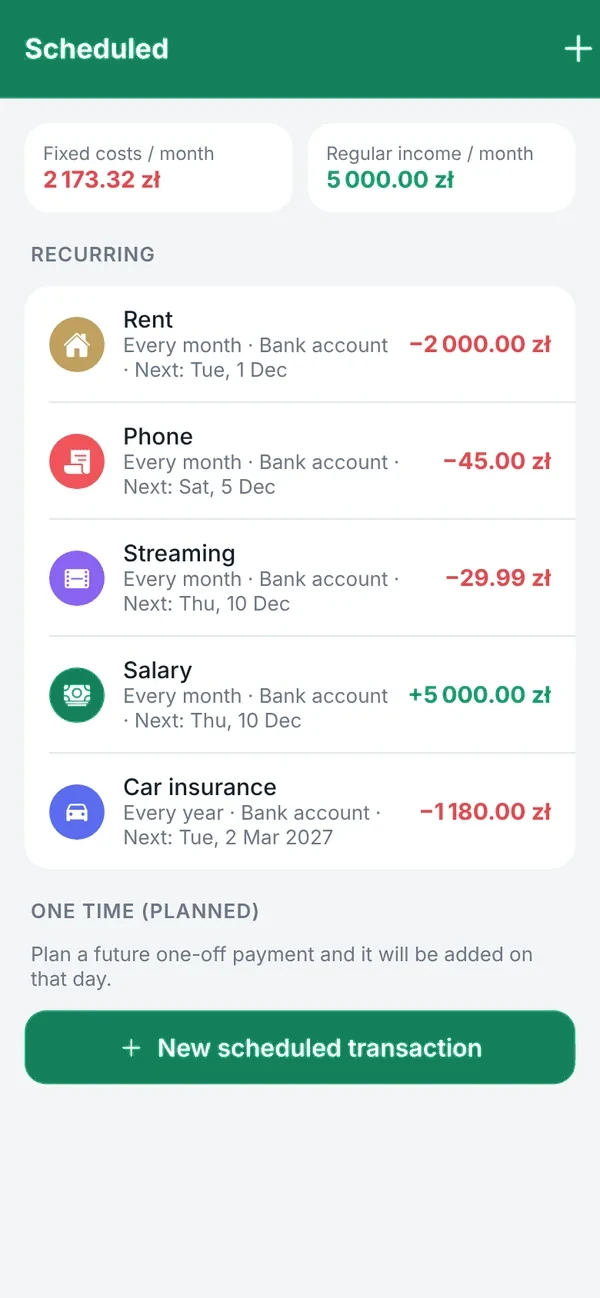 Scheduled
Fixed costs / month
2 173.32 zł
Regular income / month
5 000.00 zł
RECURRING
Rent
Every month · Bank account
· Next: Tue, 1 Dec
−2 000.00 zł
Phone
Every month · Bank account ·
Next: Sat, 5 Dec
−45.00 zł
Streaming
Every month · Bank account ·
Next: Thu, 10 Dec
−29.99 zł
Salary
Every month · Bank account
· Next: Thu, 10 Dec
+5 000.00 zł
Car insurance
Every year · Bank account ·
Next: Tue, 2 Mar 2027
−1 180.00 zł
ONE TIME (PLANNED)
Plan a future one-off payment and it will be added on
that day.
+ New scheduled transaction